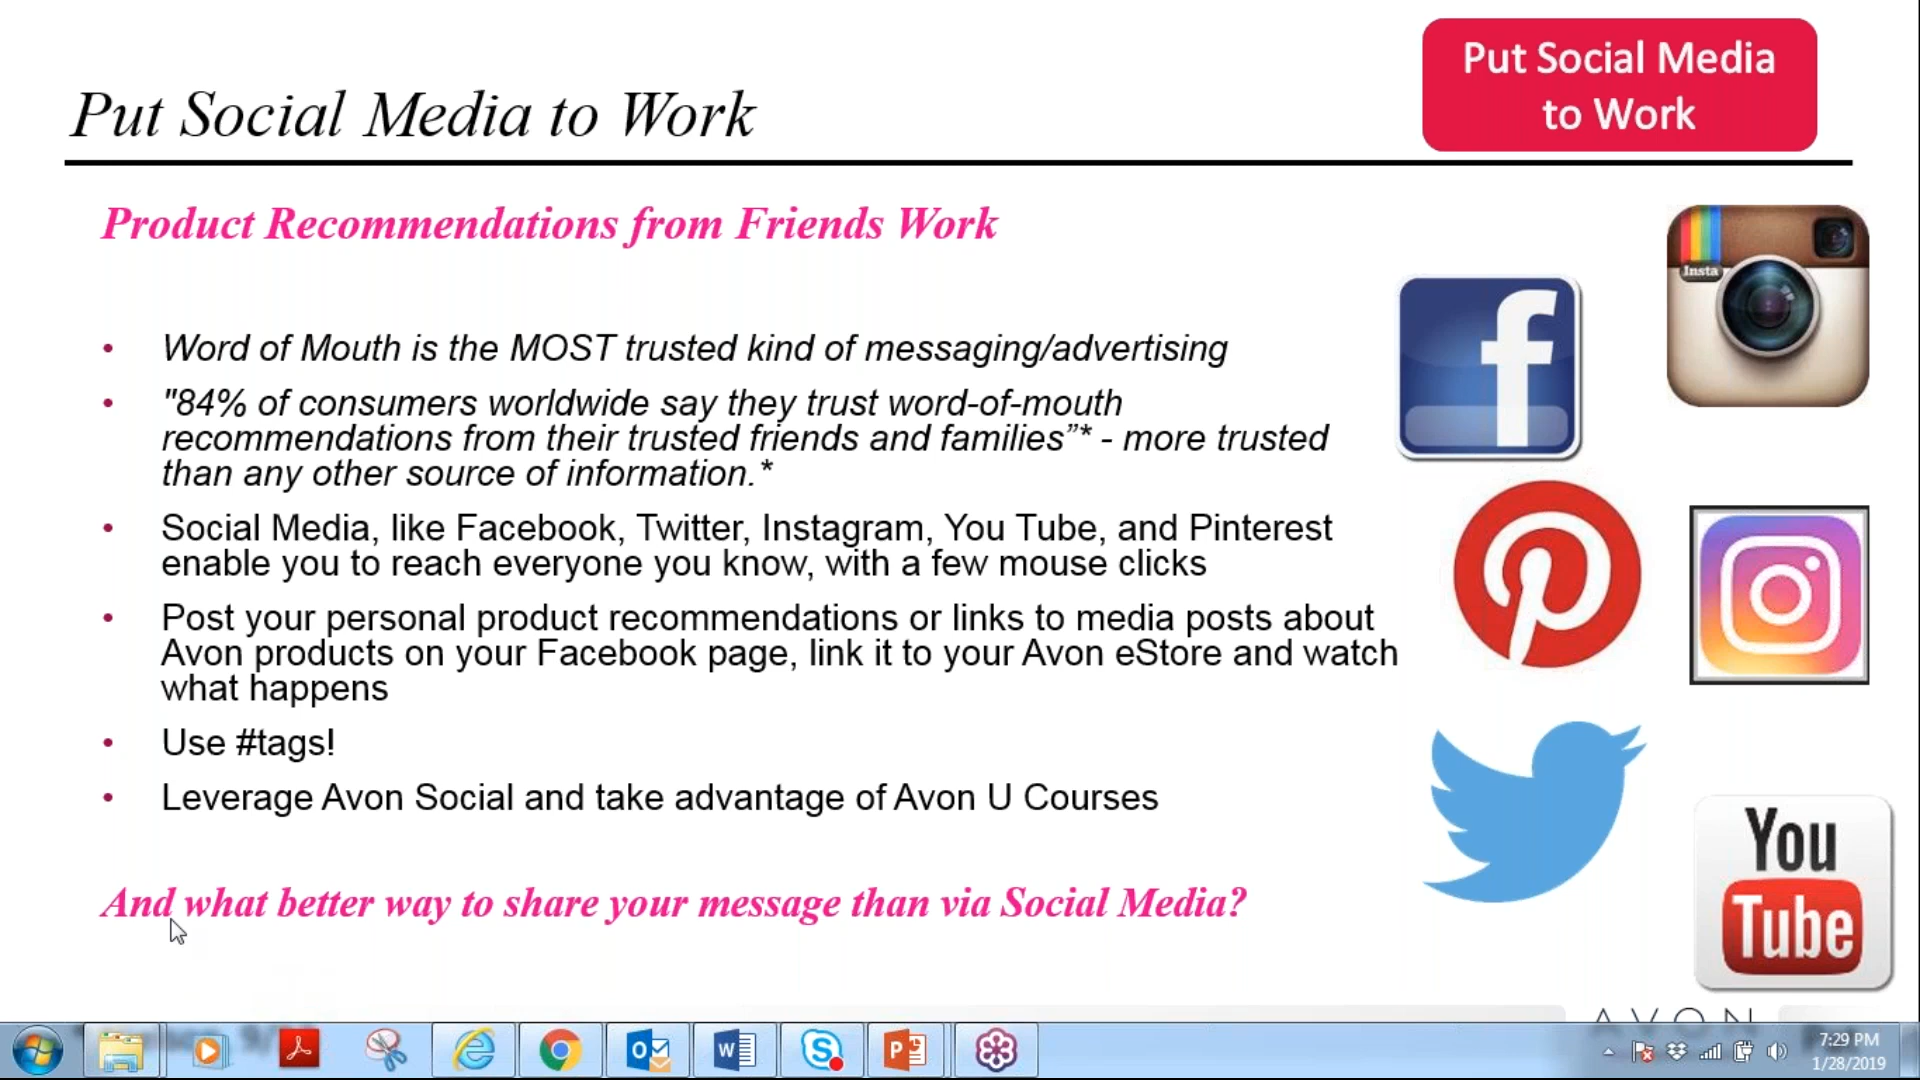 Put Social Media
to Work
Put Social Media to Work
Product Recommendations from Friends Work
Insta
• Word of Mouth is the MOST trusted kind of messaging/advertising
• "84% of consumers worldwide say they trust word-of-mouth
recommendations from their trusted friends and families”* - more trusted
than any other source of information.*
• Social Media, like Facebook, Twitter, Instagram, You Tube, and Pinterest
enable you to reach everyone you know, with a few mouse clicks
• Post your personal product recommendations or links to media posts about
Avon products on your Facebook page, link it to your Avon eStore and watch
what happens
• Use #tags!
• Leverage Avon Social and take advantage of Avon U Courses
You
Tube
And what better way to share your message than via Social Media?
AVON
7:29 PM
1/28/2019